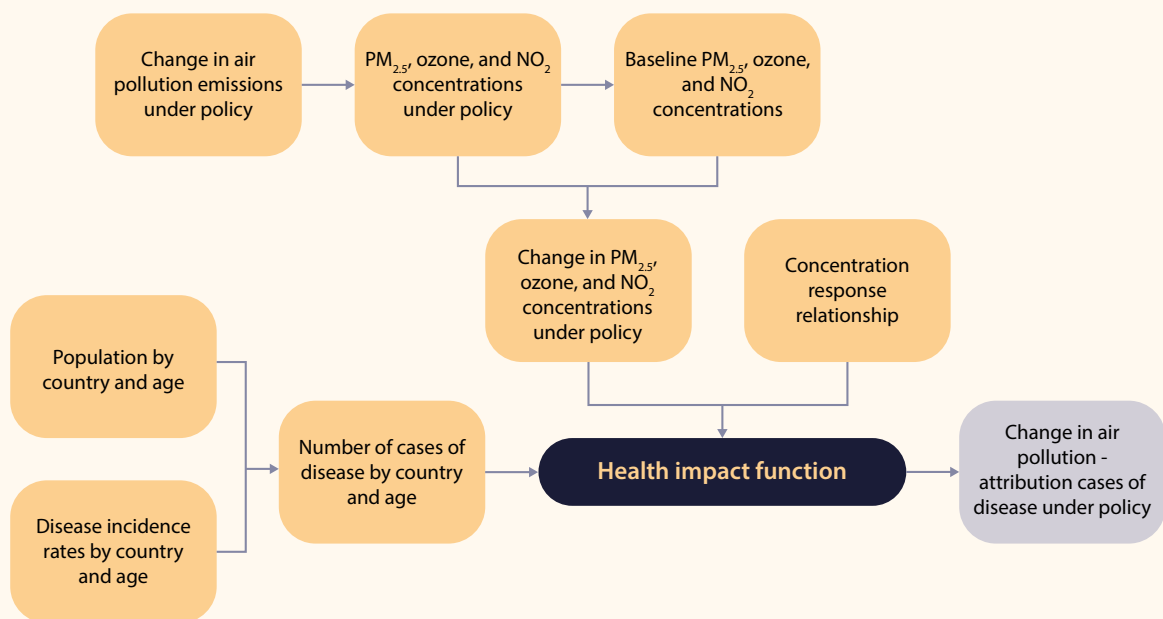 Change in air
pollution emissions
under policy
PM2.5, ozone, and NO2
concentrations
under policy
Baseline PM2.5, ozone,
and NO2
concentrations
Change in PM2.5,
ozone, and NO2
concentrations
under policy
Concentration
response
relationship
Population by
country and age
Disease incidence
rates by country
and age
Number of cases of
disease by country
and age
Health impact function
Change in air
pollution -
attribution cases of
disease under policy